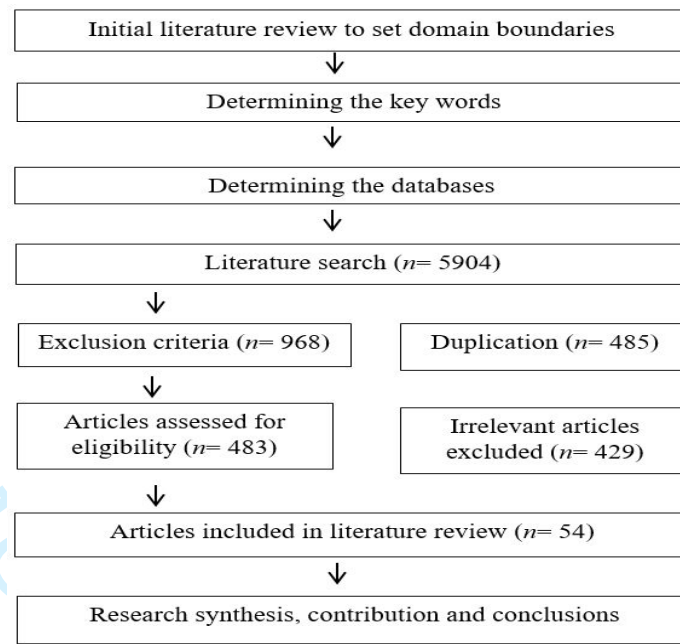 Initial literature review to set domain boundaries
Determining the key words
Determining the databases
Literature search (n= 5904)
Exclusion criteria (n= 968)
Duplication (n= 485)
Articles assessed for
eligibility (n= 483)
Irrelevant articles
excluded (n= 429)
Articles included in literature review (n= 54)
Research synthesis, contribution and conclusions